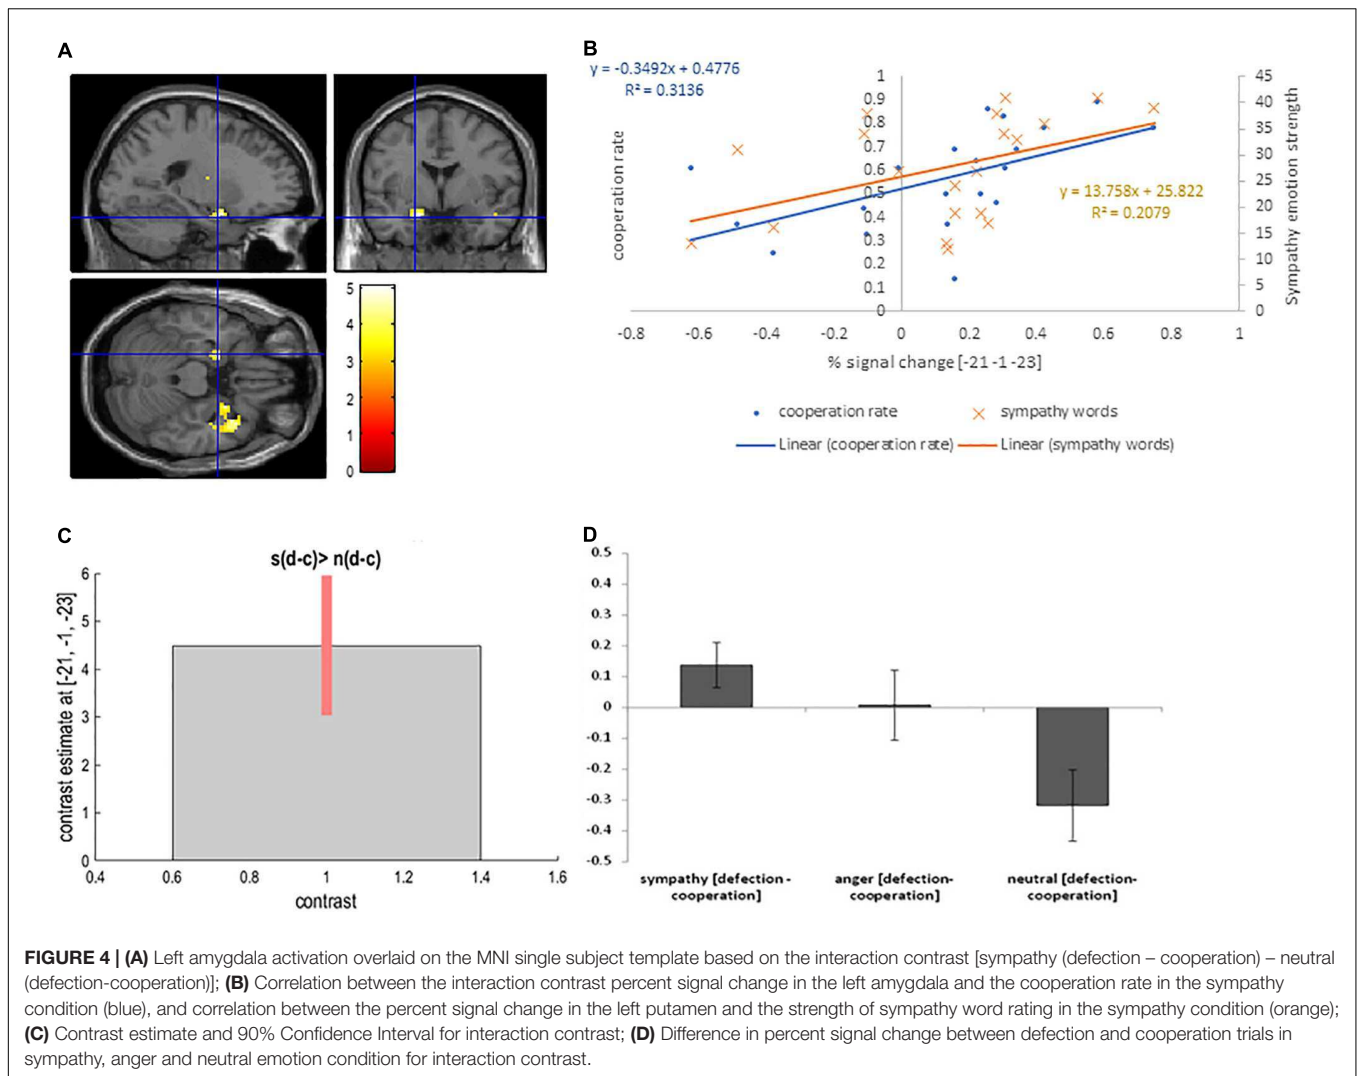 A
5
4
3
2
1
0
B
y = -0.3492x + 0.4776
R² = 0.3136
cooperation rate
1
0.9
0.8
0.7
0.6
0.5
0.4
0.3
0.2
0.1
0
45
40
35
30
25
20
15
10
5
0
Sympathy emotion strength
y = 13.758x + 25.822
R² = 0.2079
-0.8 -0.6 -0.4 -0.2 0 0.2 0.4 0.6 0.8 1
% signal change [-21 -1 -23]
cooperation rate sympathy words
Linear (cooperation rate) Linear (sympathy words)
C
s(d-c)> n(d-c)
contrast estimate at [-21, -1, -23]
6
5
4
3
2
1
0
0.4 0.6 0.8 1 1.2 1.4 1.6
contrast
D
0.5
0.4
0.3
0.2
0.1
0
-0.1
-0.2
-0.3
-0.4
-0.5
sympathy [defection -
cooperation]
anger [defection-
cooperation]
neutral [defection-
cooperation]
FIGURE 4 | (A) Left amygdala activation overlaid on the MNI single subject template based on the interaction contrast [sympathy (defection – cooperation) – neutral
(defection-cooperation)]; (B) Correlation between the interaction contrast percent signal change in the left amygdala and the cooperation rate in the sympathy
condition (blue), and correlation between the percent signal change in the left putamen and the strength of sympathy word rating in the sympathy condition (orange);
(C) Contrast estimate and 90% Confidence Interval for interaction contrast; (D) Difference in percent signal change between defection and cooperation trials in
sympathy, anger and neutral emotion condition for interaction contrast.